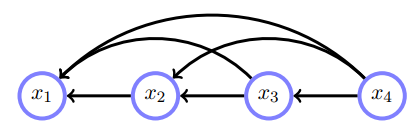 x₁ x₂ x₃ x₄